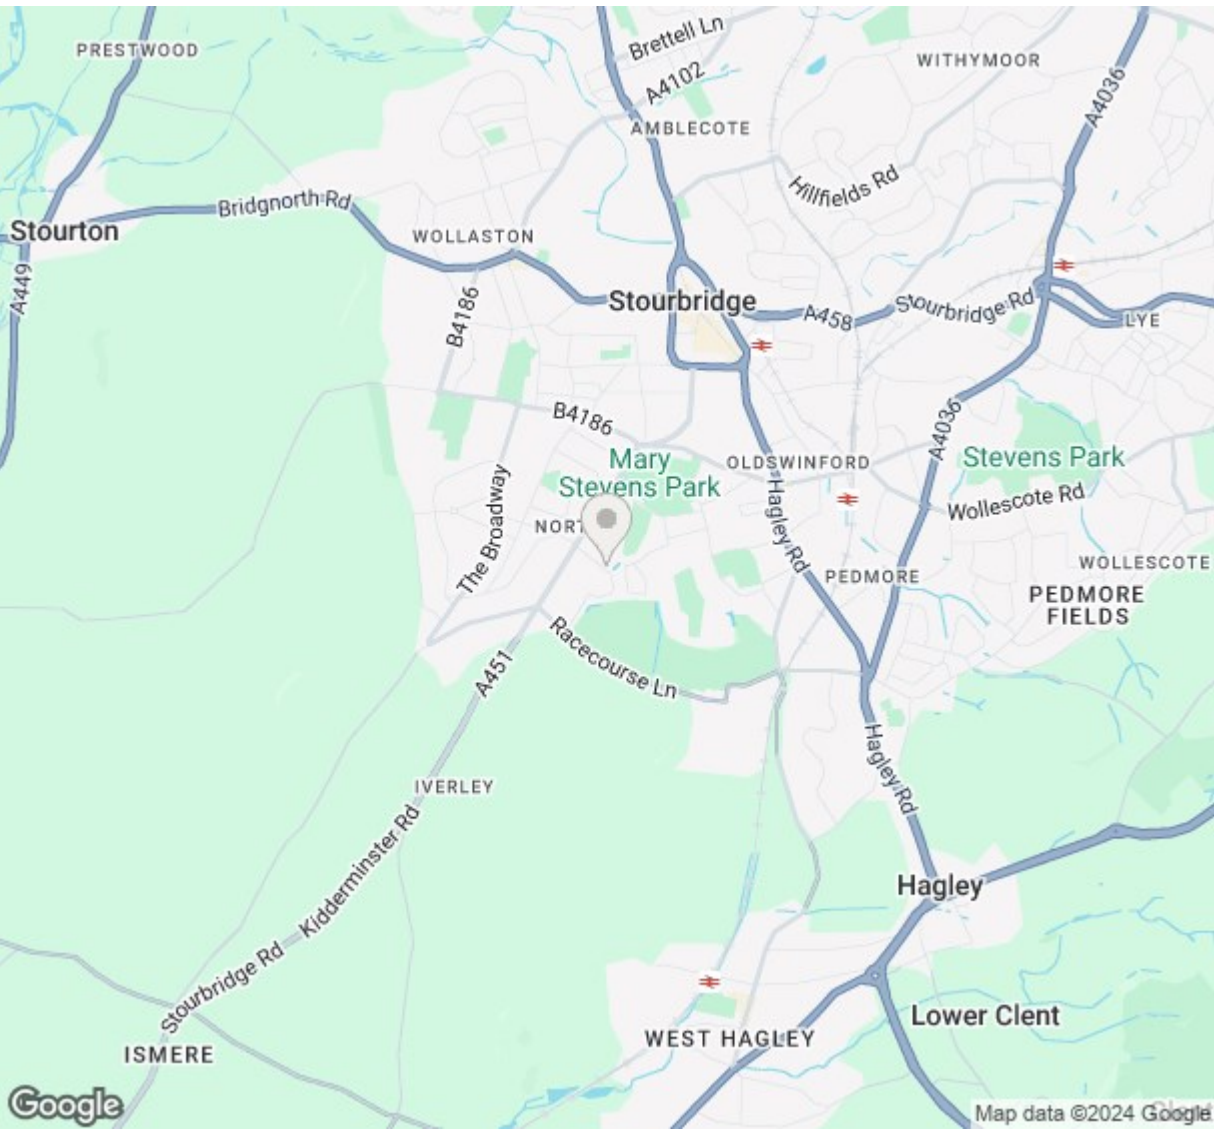 PRESTWOOD
Brettell Ln
WITHYMOOR
A4102
A4036
AMBLECOTE
Hillfields Rd
Bridgnorth Rd
Stourton
WOLLASTON
A449
Stourbridge
Stourbridge Rd
A458
LYE
B4186
B4186
A4036
Mary
Stevens Park
OLDSWINFORD
Stevens Park
The Broadway
Hagley Rd
Wollescote Rd
NORT
PEDMORE
WOLLESCOTE
PEDMORE
FIELDS
Racecourse Ln
A451
Hagley Rd
IVERLEY
Kidderminster Rd
Hagley
Stourbridge Rd
Lower Clent
WEST HAGLEY
ISMERE
Google
Map data ©2024 Google